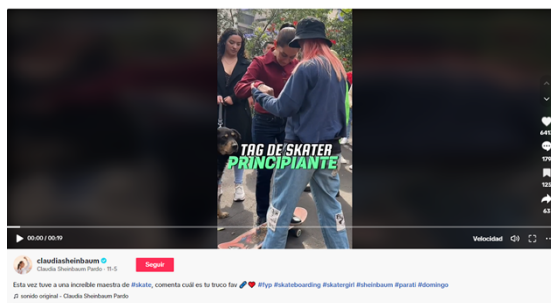 TAG DE SKATER
PRINCIPIANTE
00:00 / 00:19
Velocidad
179
63
claudiasheinbaum
Claudia Sheinbaum Pardo · 11-5
Seguir
Esta vez tuve a una increíble maestra de #skate, comenta cuál es tu truco fav 🛹❤️ #fyp #skateboarding #skatergirl #sheinbaum #parati #domingo
♫ sonido original - Claudia Sheinbaum Pardo